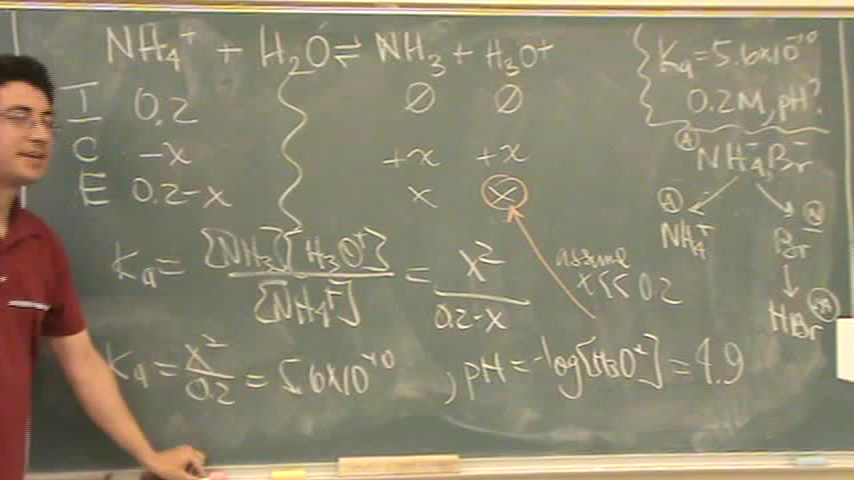 NH₄⁺ + H₂O ⇌ NH₃ + H₃O⁺
I 0.2 Ø Ø
C -x +x +x
E 0.2-x x x
Ka = [NH₃][H₃O⁺] / [NH₄⁺] = x² / 0.2-x
assume x << 0.2
Ka = x² / 0.2 = 5.6x10⁻¹⁰ , pH = -log[H₃O⁺] = 4.9
Ka = 5.6x10⁻¹⁰
0.2M, pH?
A NH₄Br
A NH₄⁺
N Br⁻
HBr SA